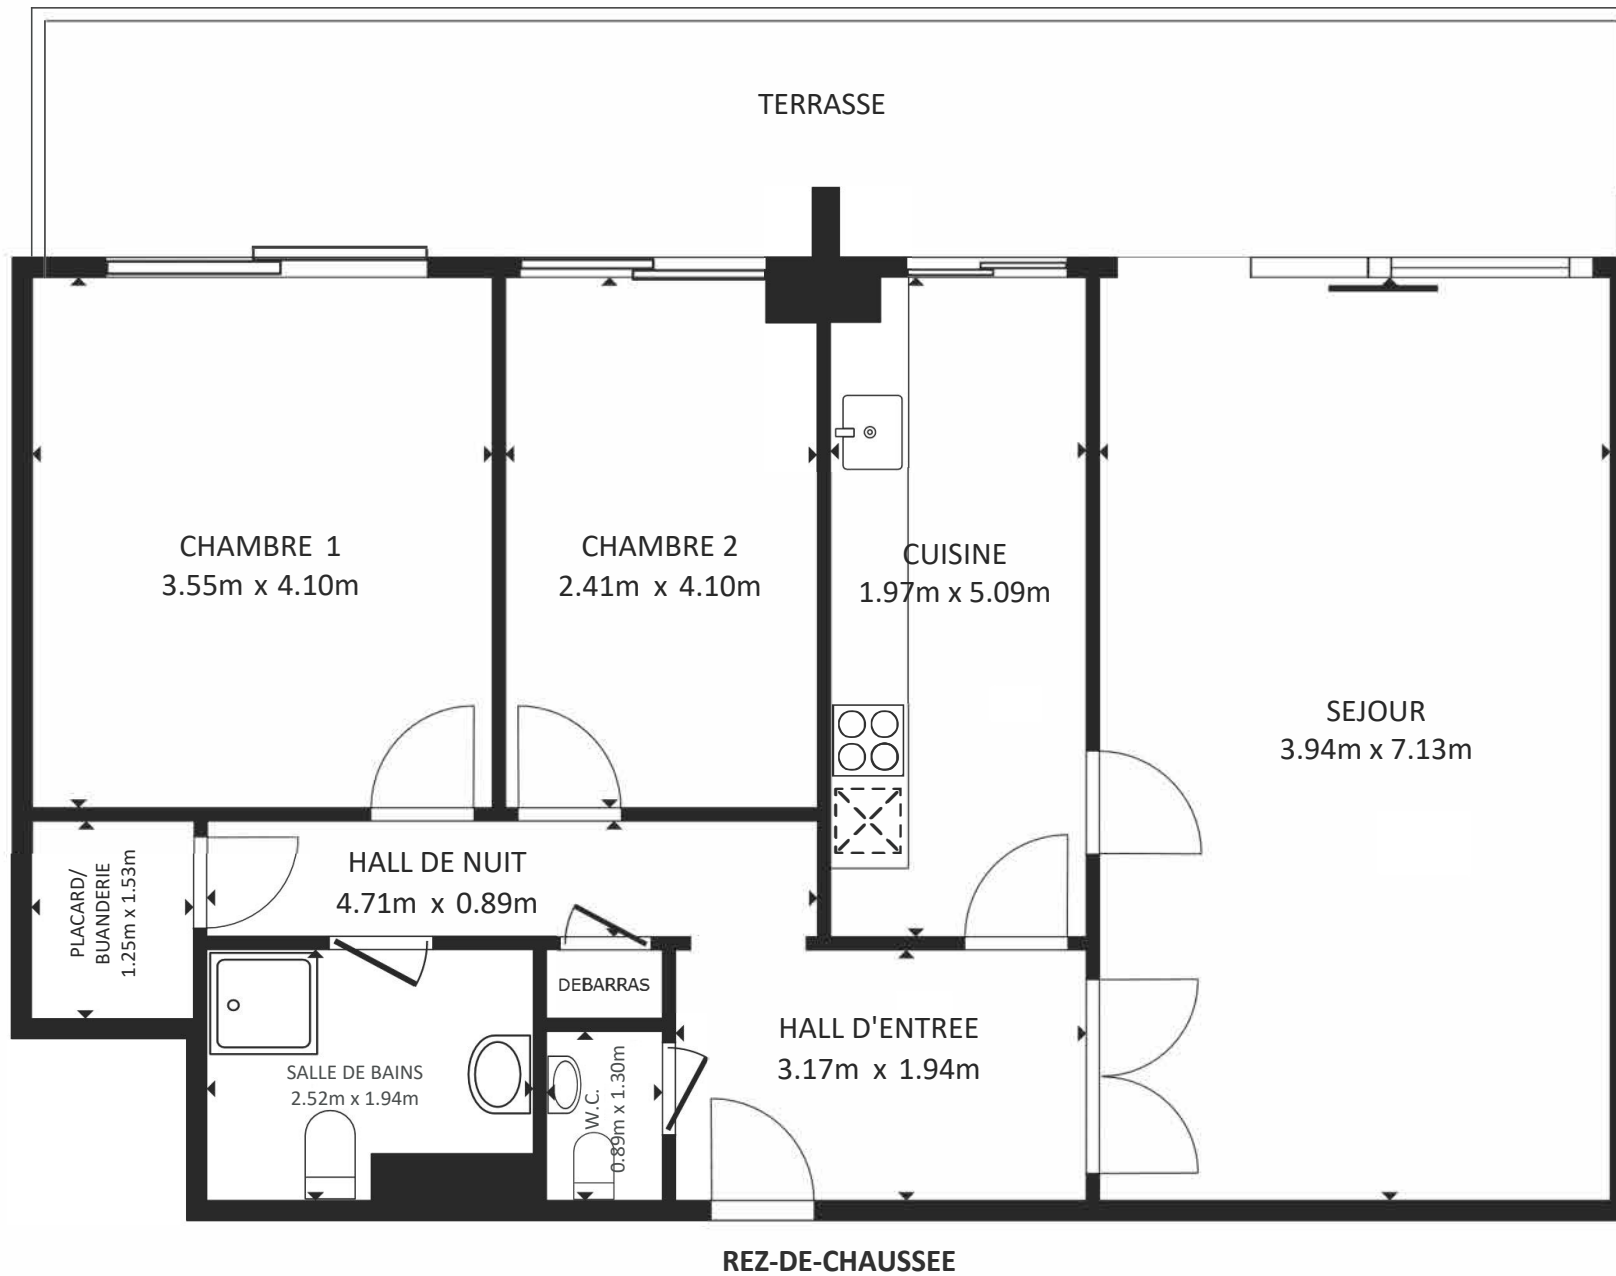 TERRASSE
CHAMBRE 1
3.55m x 4.10m
CHAMBRE 2
2.41m x 4.10m
CUISINE
1.97m x 5.09m
SEJOUR
3.94m x 7.13m
HALL DE NUIT
4.71m x 0.89m
PLACARD/
BUANDERIE
1.25m x 1.53m
DEBARRAS
HALL D'ENTREE
3.17m x 1.94m
SALLE DE BAINS
2.52m x 1.94m
W.C.
0.89m x 1.30m
REZ-DE-CHAUSSEE